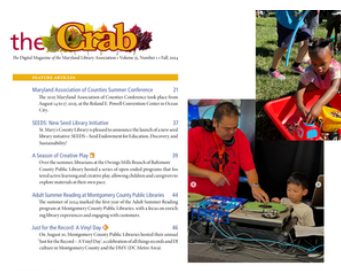 the Crab
The Digital Magazine of the Maryland Library Association • Volume 55, Number 1 • Fall 2024
FEATURE ARTICLES
Maryland Association of Counties Summer Conference 21
The 2023 Maryland Association of Counties Conference took place from
August 14 to 17, 2023, at the Roland E. Powell Convention Center in Ocean
City.
SEEDS: New Seed Library Initiative 37
St. Mary's County Library is pleased to announce the launch of a new seed
library initiative: SEEDS - Seed Endowment for Education, Discovery, and
Sustainability!
A Season of Creative Play 39
Over the summer, libraries at the Owings Mills Branch of Baltimore
County Public Library hosted a series of open ended programs that
involved active learning and creative play, allowing children and caregivers to
explore materials at their own pace.
Adult Summer Reading at Montgomery County Public Libraries 44
The summer of 2024 marked the first year of the Adult Summer Reading
program at Montgomery County Public Libraries, with a focus on
enriching library experiences and engaging with customers.
Just for the Record: A Vinyl Day 46
On August 10, Montgomery County Public Libraries hosted their annual
"Just for the Record - A Vinyl Day", a celebration of all things records and DJ
culture in Montgomery County and the DMV (DC Metro Area).